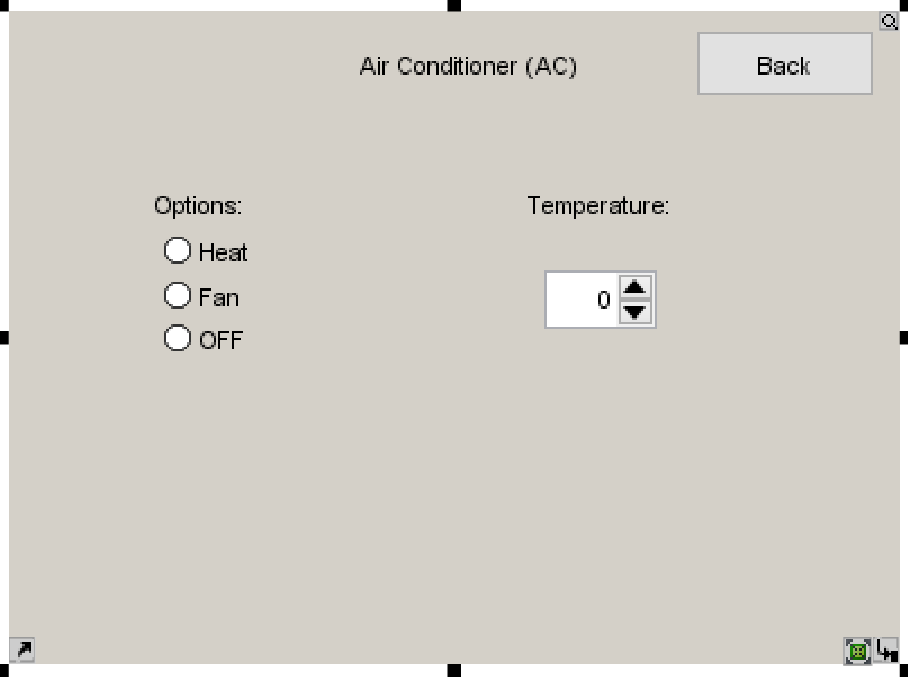 Air Conditioner (AC)
Back
Options:
Temperature:
Heat
Fan
0
OFF